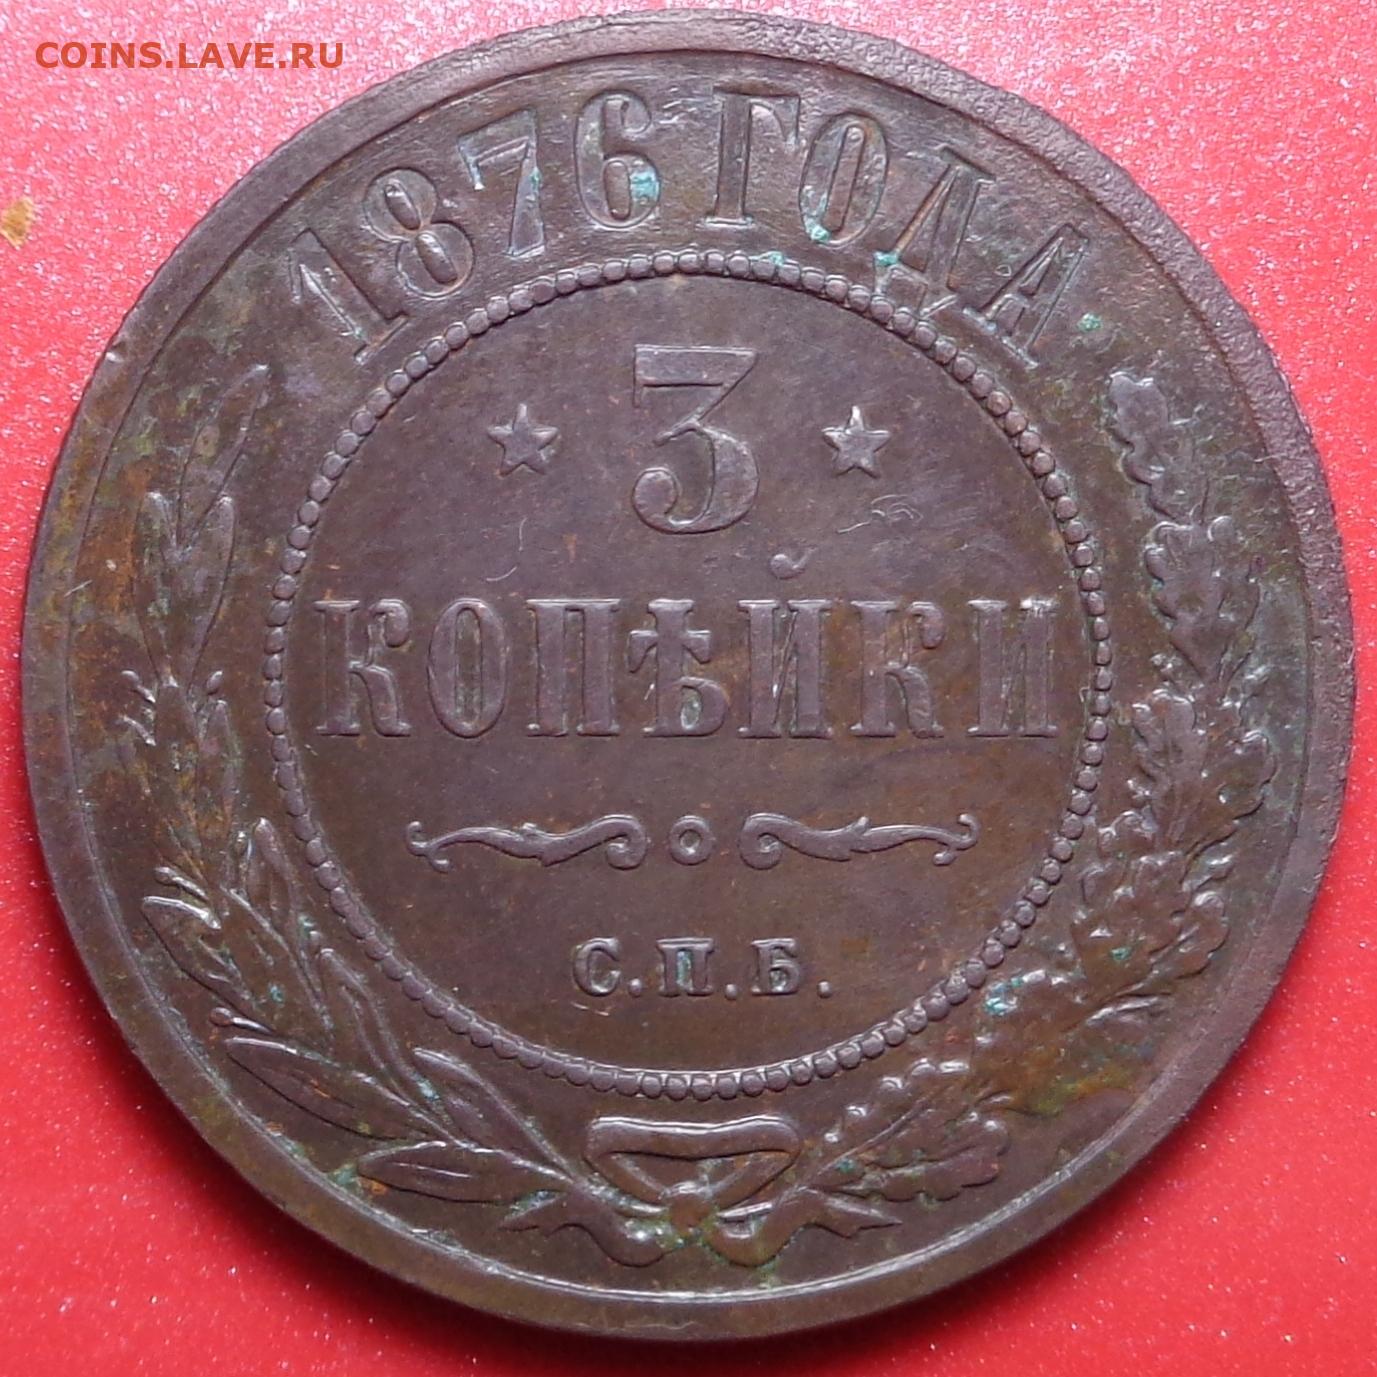 COINS.LAVE.RU
1876 ГОДА
3
КОПѢЙКИ
С.П.Б.